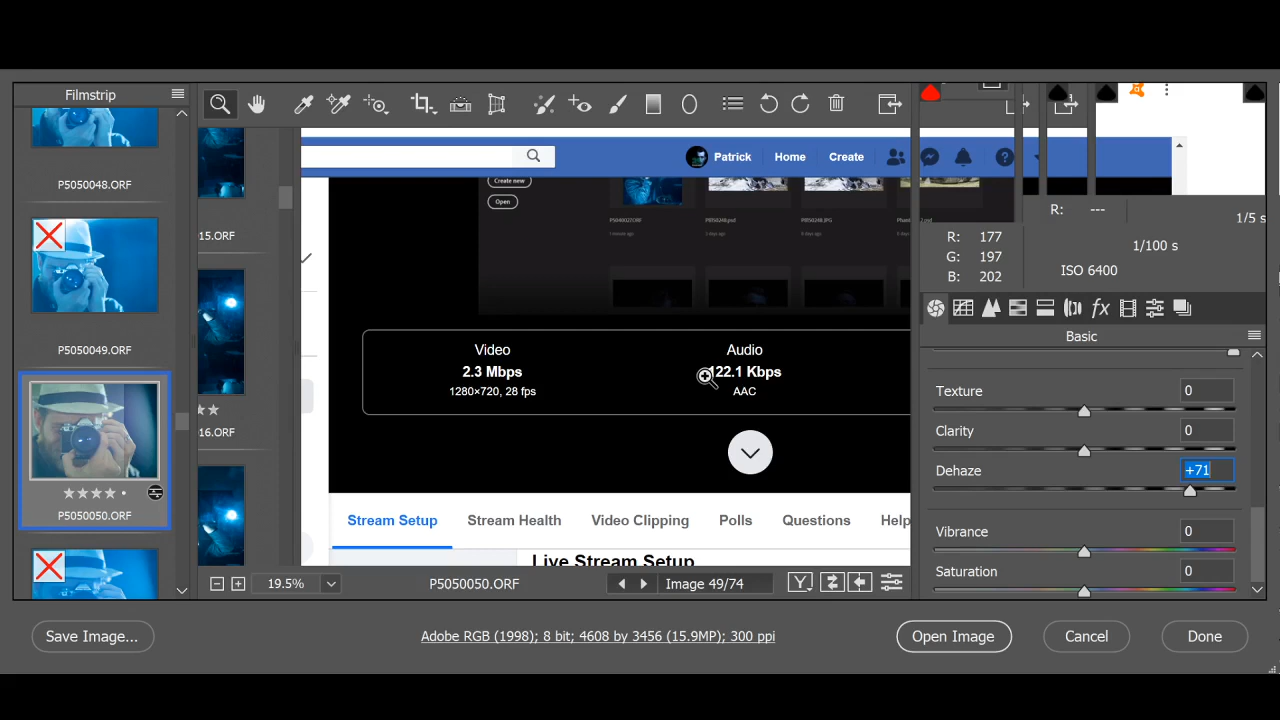 Filmstrip
P5050048.ORF
P5050049.ORF
P5050050.ORF
15.ORF
16.ORF
Patrick
Home
Create
Create new
Open
Video
2.3 Mbps
1280×720, 28 fps
Audio
122.1 Kbps
AAC
Stream Setup
Stream Health
Video Clipping
Polls
Questions
Help
Live Stream Setup
19.5%
P5050050.ORF
Y
Image 49/74
R: ---
1/5 s
R: 177
G: 197
B: 202
1/100 s
ISO 6400
fx
Basic
Texture 0
Clarity 0
Dehaze +71
Vibrance 0
Saturation 0
Save Image...
Adobe RGB (1998); 8 bit; 4608 by 3456 (15.9MP); 300 ppi
Open Image
Cancel
Done